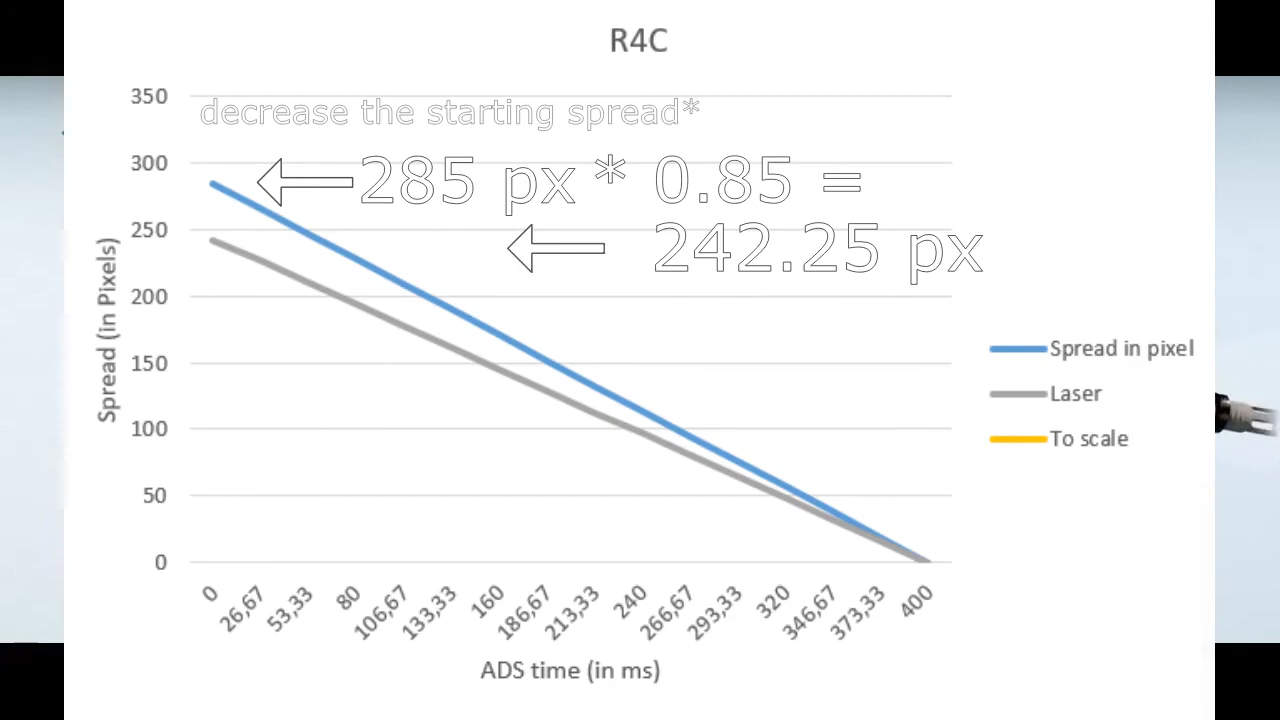 R4C
350
decrease the starting spread*
300
285 px * 0.85 =
250
242.25 px
200
150
100
50
0
Spread (in Pixels)
Spread in pixel
Laser
To scale
0 26,67 53,33 80 106,67 133,33 160 186,67 213,33 240 266,67 293,33 320 346,67 373,33 400
ADS time (in ms)